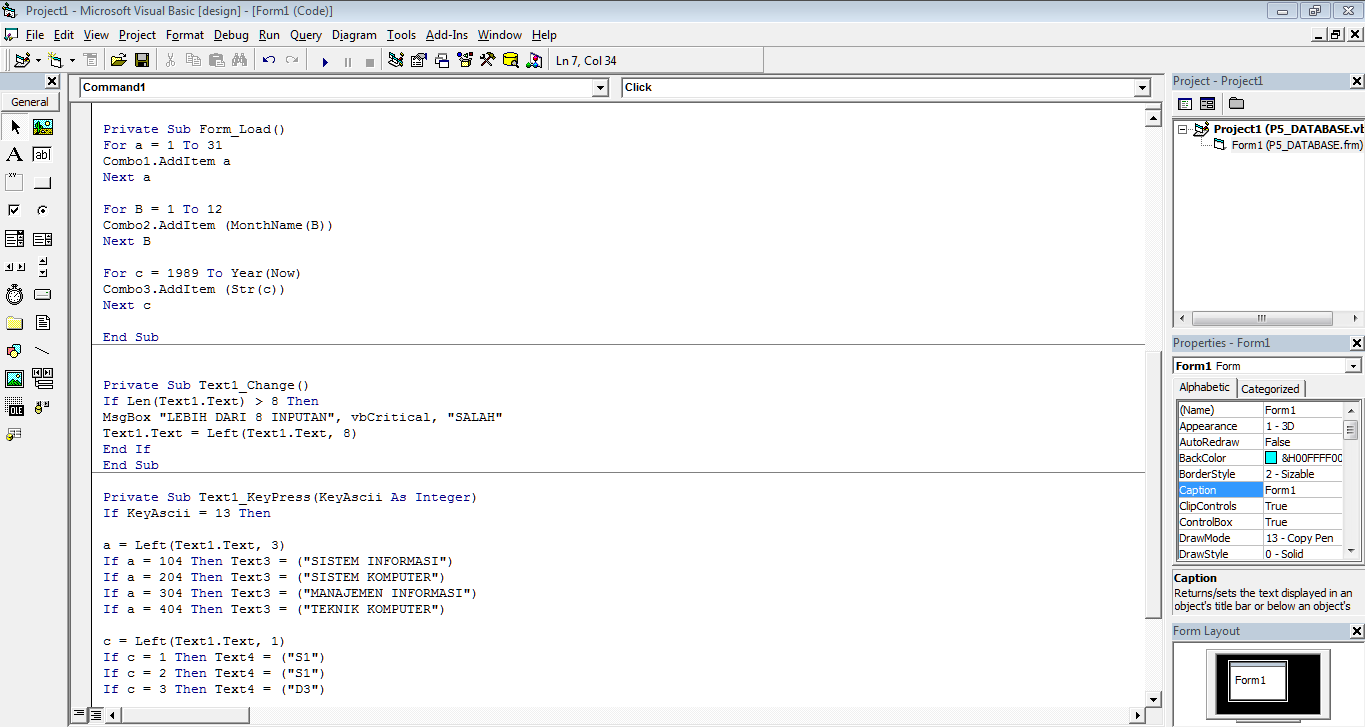 Project1 - Microsoft Visual Basic [design] - [Form1 (Code)]
File Edit View Project Format Debug Run Query Diagram Tools Add-Ins Window Help
Ln 7, Col 34
General
A
ab|
xy
OLE
Command1
Click
Private Sub Form_Load()
For a = 1 To 31
Combo1.AddItem a
Next a
For B = 1 To 12
Combo2.AddItem (MonthName(B))
Next B
For c = 1989 To Year(Now)
Combo3.AddItem (Str(c))
Next c
End Sub
Private Sub Text1_Change()
If Len(Text1.Text) > 8 Then
MsgBox "LEBIH DARI 8 INPUTAN", vbCritical, "SALAH"
Text1.Text = Left(Text1.Text, 8)
End If
End Sub
Private Sub Text1_KeyPress(KeyAscii As Integer)
If KeyAscii = 13 Then
a = Left(Text1.Text, 3)
If a = 104 Then Text3 = ("SISTEM INFORMASI")
If a = 204 Then Text3 = ("SISTEM KOMPUTER")
If a = 304 Then Text3 = ("MANAJEMEN INFORMASI")
If a = 404 Then Text3 = ("TEKNIK KOMPUTER")
c = Left(Text1.Text, 1)
If c = 1 Then Text4 = ("S1")
If c = 2 Then Text4 = ("S1")
If c = 3 Then Text4 = ("D3")
Project - Project1
Project1 (P5_DATABASE.vb
Form1 (P5_DATABASE.frm)
Properties - Form1
Form1 Form
Alphabetic Categorized
(Name) Form1
Appearance 1 - 3D
AutoRedraw False
BackColor &H00FFFF00
BorderStyle 2 - Sizable
Caption Form1
ClipControls True
ControlBox True
DrawMode 13 - Copy Pen
DrawStyle 0 - Solid
Caption
Returns/sets the text displayed in an
object's title bar or below an object's
Form Layout
Form1